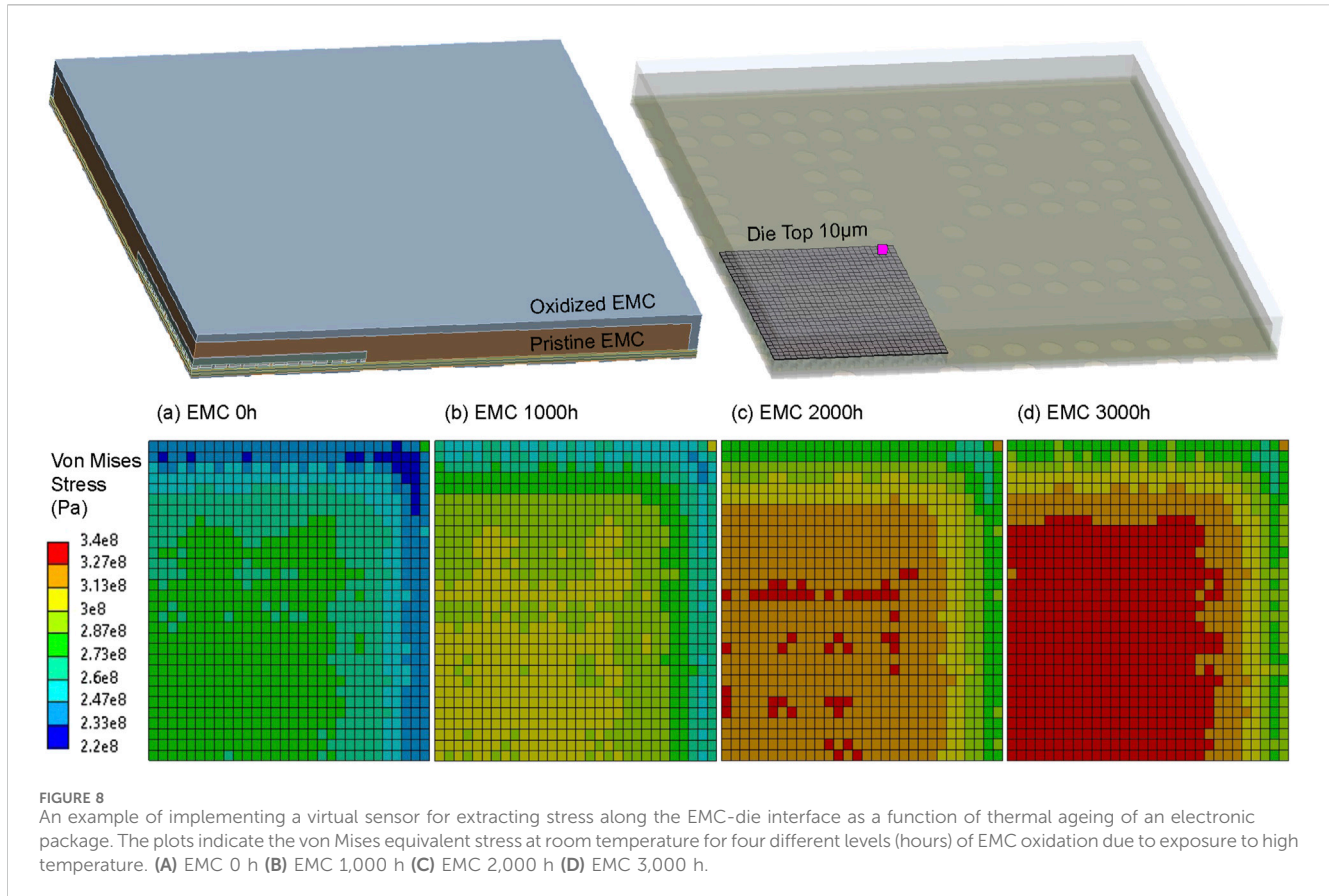 Die Top 10µm
Oxidized EMC
Pristine EMC
(a) EMC 0h
(b) EMC 1000h
(c) EMC 2000h
(d) EMC 3000h
Von Mises
Stress
(Pa)
3.4e8
3.27e8
3.13e8
3e8
2.87e8
2.73e8
2.6e8
2.47e8
2.33e8
2.2e8
FIGURE 8
An example of implementing a virtual sensor for extracting stress along the EMC-die interface as a function of thermal ageing of an electronic
package. The plots indicate the von Mises equivalent stress at room temperature for four different levels (hours) of EMC oxidation due to exposure to high
temperature. (A) EMC 0 h (B) EMC 1,000 h (C) EMC 2,000 h (D) EMC 3,000 h.